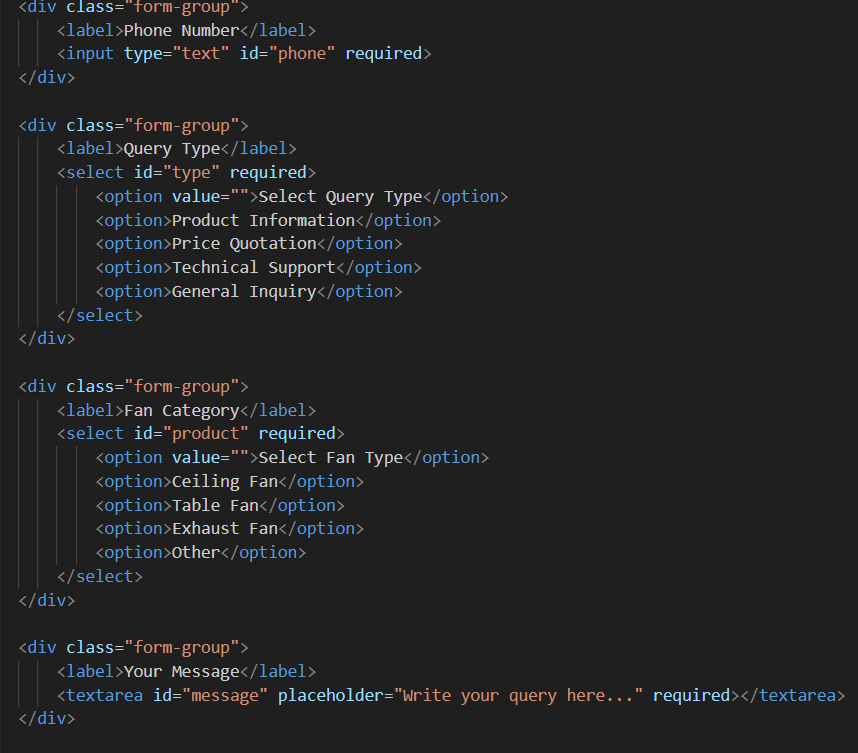 <div class="form-group">
    <label>Phone Number</label>
    <input type="text" id="phone" required>
</div>

<div class="form-group">
    <label>Query Type</label>
    <select id="type" required>
        <option value="">Select Query Type</option>
        <option>Product Information</option>
        <option>Price Quotation</option>
        <option>Technical Support</option>
        <option>General Inquiry</option>
    </select>
</div>

<div class="form-group">
    <label>Fan Category</label>
    <select id="product" required>
        <option value="">Select Fan Type</option>
        <option>Ceiling Fan</option>
        <option>Table Fan</option>
        <option>Exhaust Fan</option>
        <option>Other</option>
    </select>
</div>

<div class="form-group">
    <label>Your Message</label>
    <textarea id="message" placeholder="Write your query here..." required></textarea>
</div>